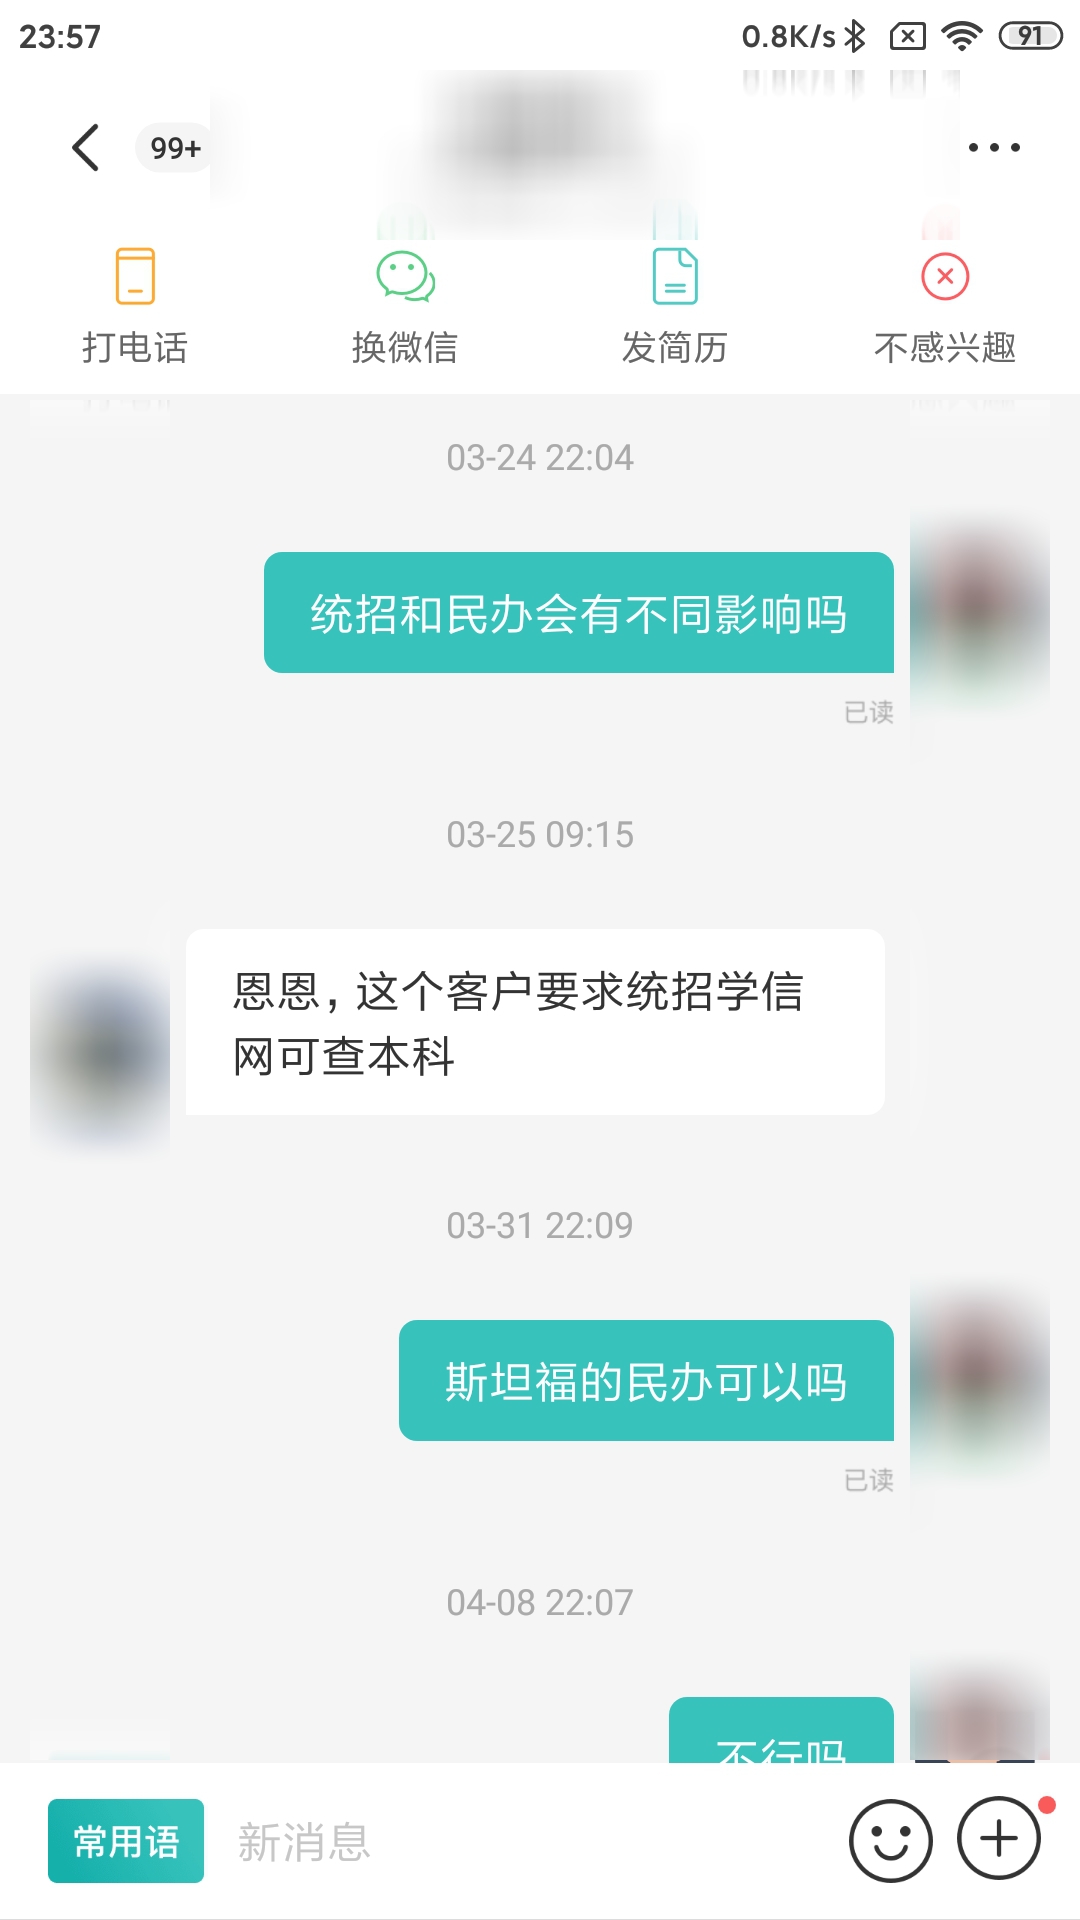 23:57
0.8K/s
91
99+
打电话
换微信
发简历
不感兴趣
03-24 22:04
统招和民办会有不同影响吗
已读
03-25 09:15
恩恩，这个客户要求统招学信
网可查本科
03-31 22:09
斯坦福的民办可以吗
已读
04-08 22:07
不行吗
常用语
新消息